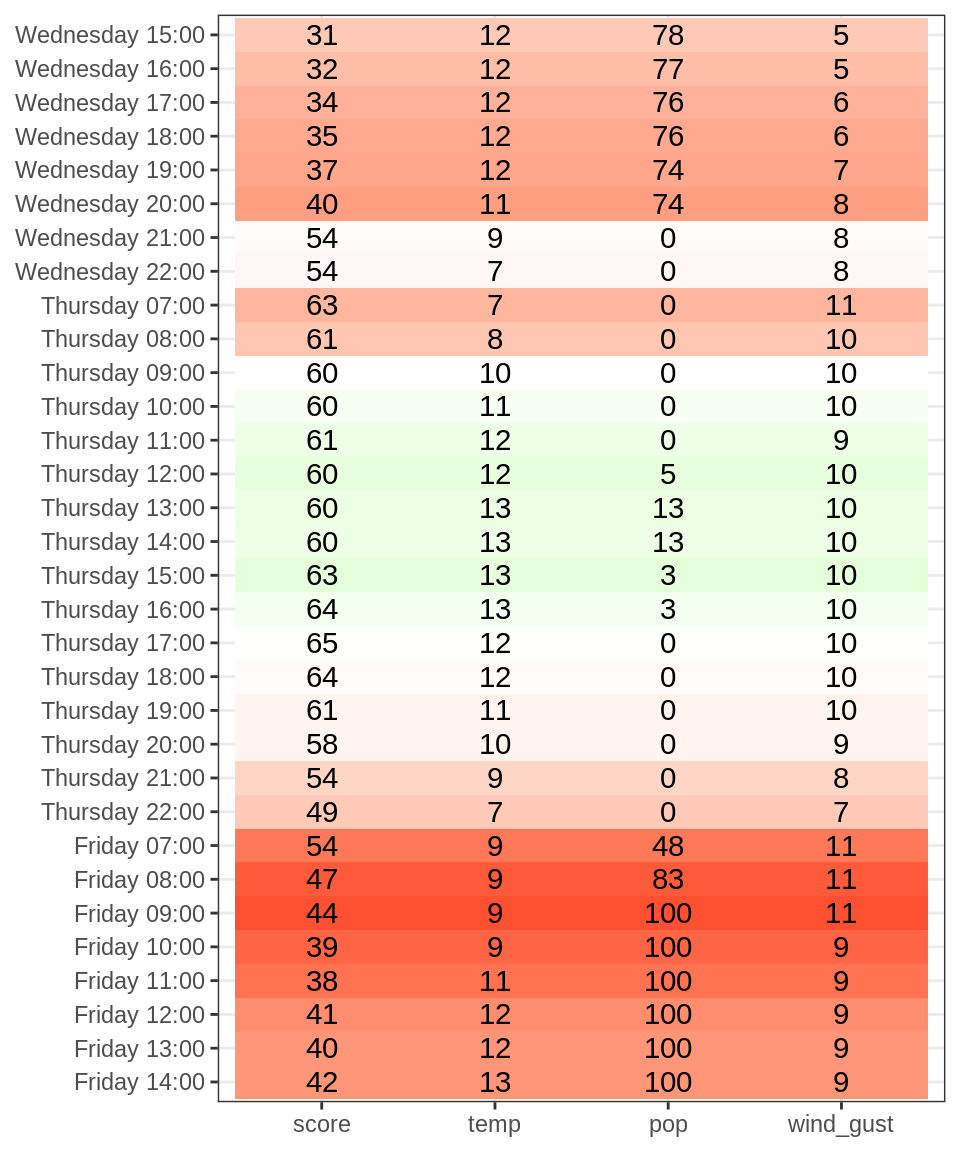 Wednesday 15:00 31 12 78 5
Wednesday 16:00 32 12 77 5
Wednesday 17:00 34 12 76 6
Wednesday 18:00 35 12 76 6
Wednesday 19:00 37 12 74 7
Wednesday 20:00 40 11 74 8
Wednesday 21:00 54 9 0 8
Wednesday 22:00 54 7 0 8
Thursday 07:00 63 7 0 11
Thursday 08:00 61 8 0 10
Thursday 09:00 60 10 0 10
Thursday 10:00 60 11 0 10
Thursday 11:00 61 12 0 9
Thursday 12:00 60 12 5 10
Thursday 13:00 60 13 13 10
Thursday 14:00 60 13 13 10
Thursday 15:00 63 13 3 10
Thursday 16:00 64 13 3 10
Thursday 17:00 65 12 0 10
Thursday 18:00 64 12 0 10
Thursday 19:00 61 11 0 10
Thursday 20:00 58 10 0 9
Thursday 21:00 54 9 0 8
Thursday 22:00 49 7 0 7
Friday 07:00 54 9 48 11
Friday 08:00 47 9 83 11
Friday 09:00 44 9 100 11
Friday 10:00 39 9 100 9
Friday 11:00 38 11 100 9
Friday 12:00 41 12 100 9
Friday 13:00 40 12 100 9
Friday 14:00 42 13 100 9
score temp pop wind_gust